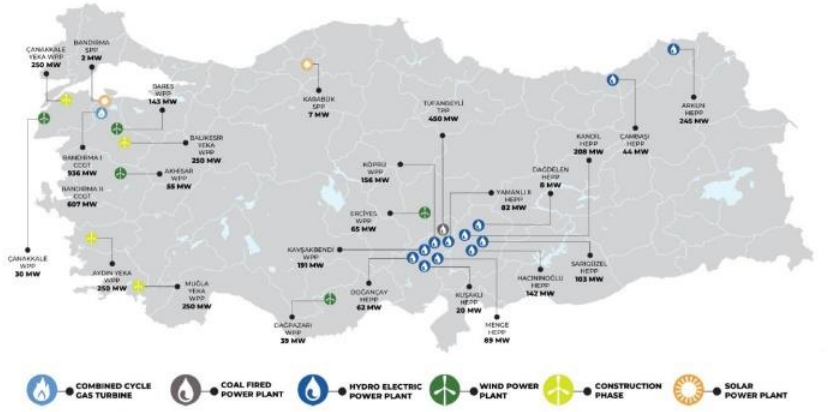 BANDIRMA
SPP
2 MW
ÇANAKKALE
YEKA WPP
250 MW
BARES
WPP
143 MW
BALIKESİR
YEKA
WPP
250 MW
BANDIRMA I
CCGT
936 MW
BANDIRMA II
CCGT
607 MW
AKHİSAR
WPP
55 MW
ÇANAKKALE
WPP
30 MW
AYDIN YEKA
WPP
250 MW
MUĞLA
YEKA
WPP
250 MW
KARABÜK
SPP
7 MW
TUFANBEYLİ
TPP
450 MW
KÖPRÜ
WPP
156 MW
ERCİYES
WPP
65 MW
KAVŞAKBENDİ
WPP
191 MW
DAĞPAZARI
WPP
39 MW
DOĞANÇAY
HEPP
62 MW
KUŞAKLI
HEPP
20 MW
MENGE
HEPP
89 MW
YAMANLI II
HEPP
82 MW
DAĞDELEN
HEPP
8 MW
KANDİL
HEPP
208 MW
HACININOĞLU
HEPP
142 MW
SARIGÜZEL
HEPP
103 MW
ÇAMBAŞI
HEPP
44 MW
ARKUN
HEPP
245 MW
COMBINED CYCLE
GAS TURBINE
COAL FIRED
POWER PLANT
HYDRO ELECTRIC
POWER PLANT
WIND POWER
PLANT
CONSTRUCTION
PHASE
SOLAR
POWER PLANT